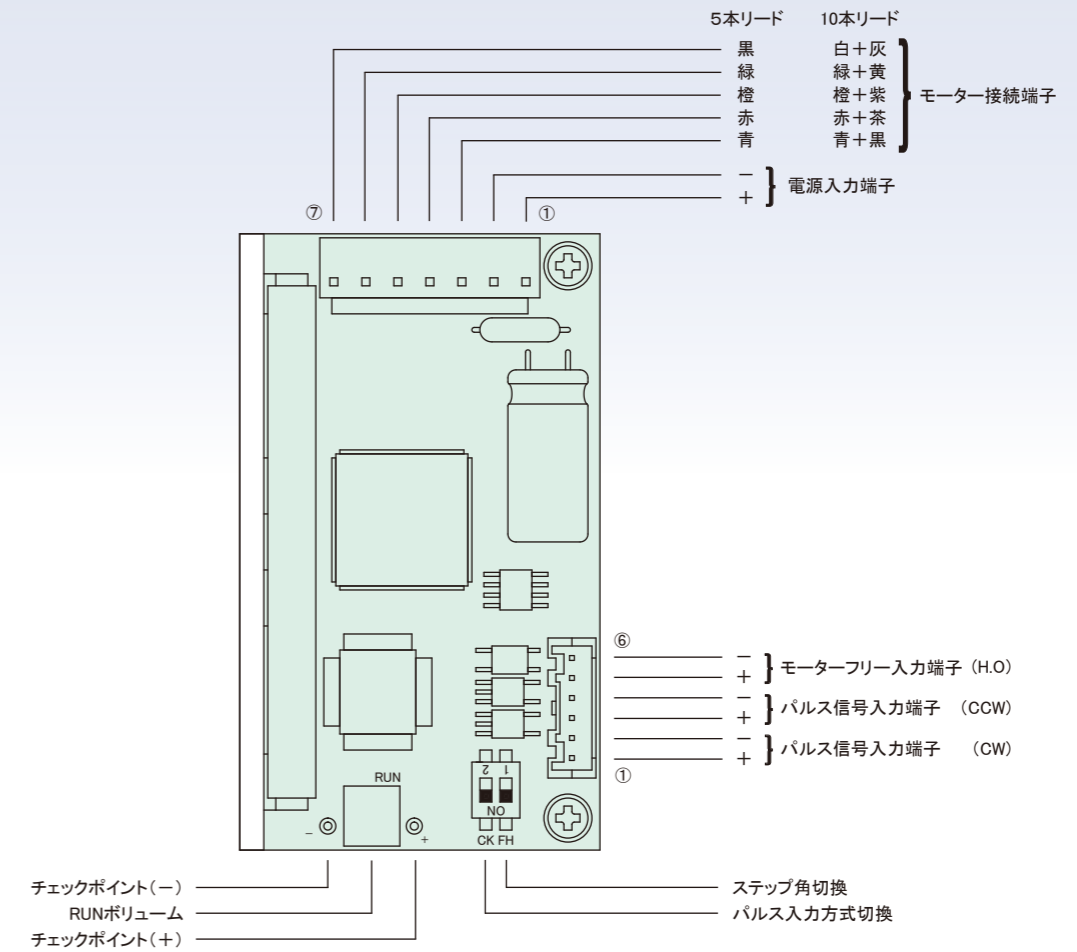 5本リード 10本リード
黒 白＋灰
緑 緑＋黄
橙 橙＋紫
赤 赤＋茶
青 青＋黒
モーター接続端子
－
＋
電源入力端子
⑦ ①
⑥
－
＋
モーターフリー入力端子（H.O）
－
＋
パルス信号入力端子 （CCW）
－
＋
パルス信号入力端子 （CW）
①
RUN
2 1
ON
－ ＋
CK FH
チェックポイント（－）
RUNボリューム
チェックポイント（＋）
ステップ角切換
パルス入力方式切換